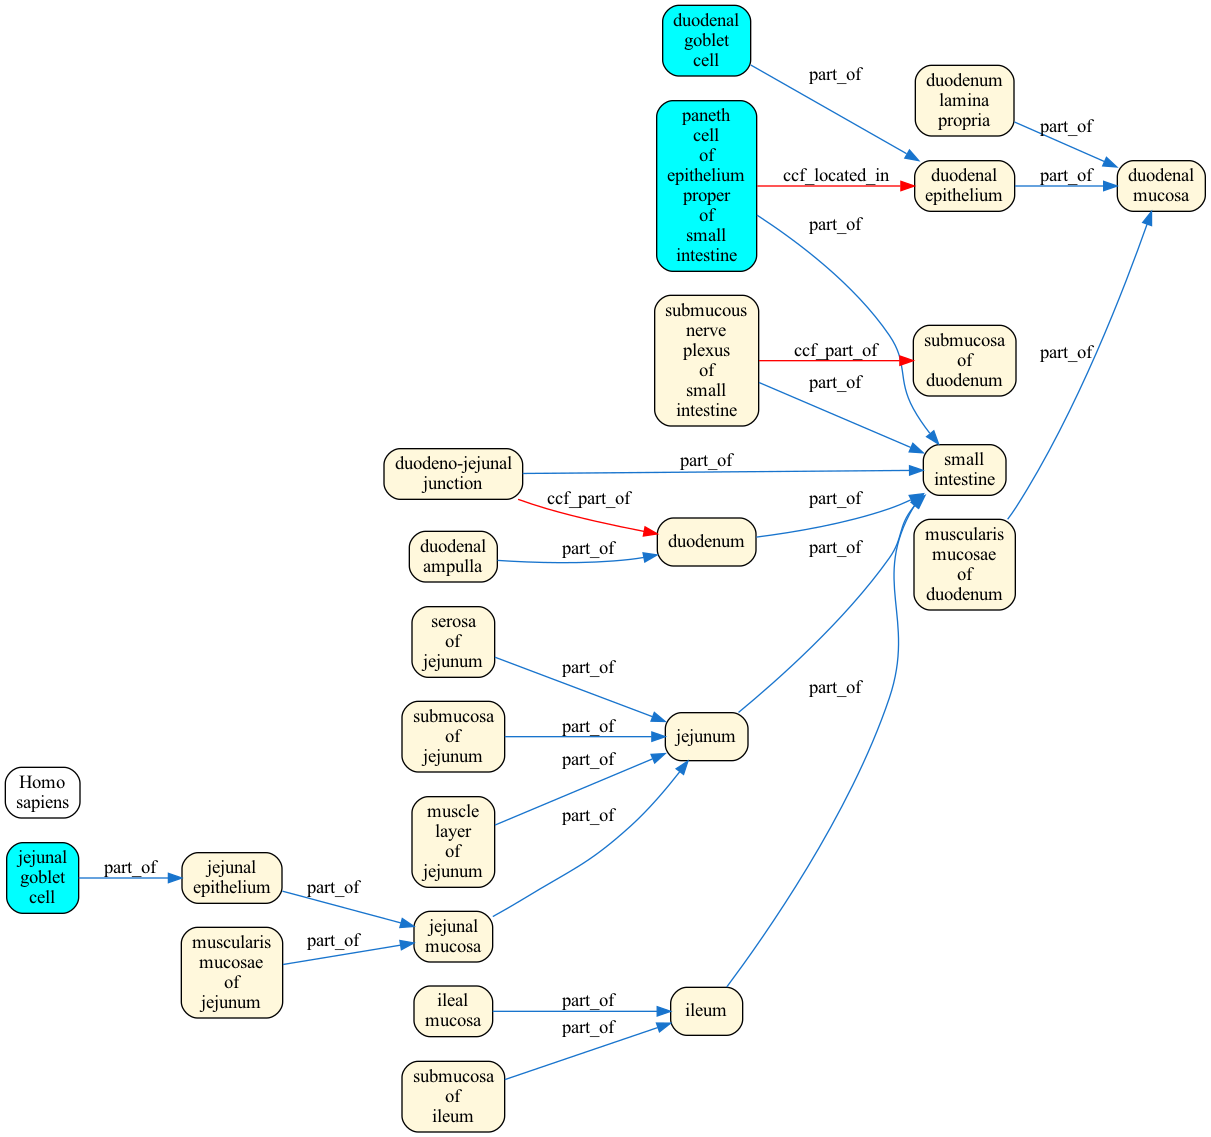 duodenal
goblet
cell
part_of
duodenum
lamina
propria
part_of
paneth
cell
of
epithelium
proper
of
small
intestine
ccf_located_in
duodenal
epithelium
part_of
duodenal
mucosa
part_of
submucous
nerve
plexus
of
small
intestine
ccf_part_of
submucosa
of
duodenum
part_of
part_of
duodeno-jejunal
junction
part_of
small
intestine
ccf_part_of
part_of
duodenal
ampulla
part_of
duodenum
part_of
muscularis
mucosae
of
duodenum
serosa
of
jejunum
part_of
part_of
submucosa
of
jejunum
part_of
jejunum
part_of
muscle
layer
of
jejunum
part_of
Homo
sapiens
jejunal
goblet
cell
part_of
jejunal
epithelium
part_of
jejunal
mucosa
muscularis
mucosae
of
jejunum
part_of
ileal
mucosa
part_of
ileum
part_of
submucosa
of
ileum